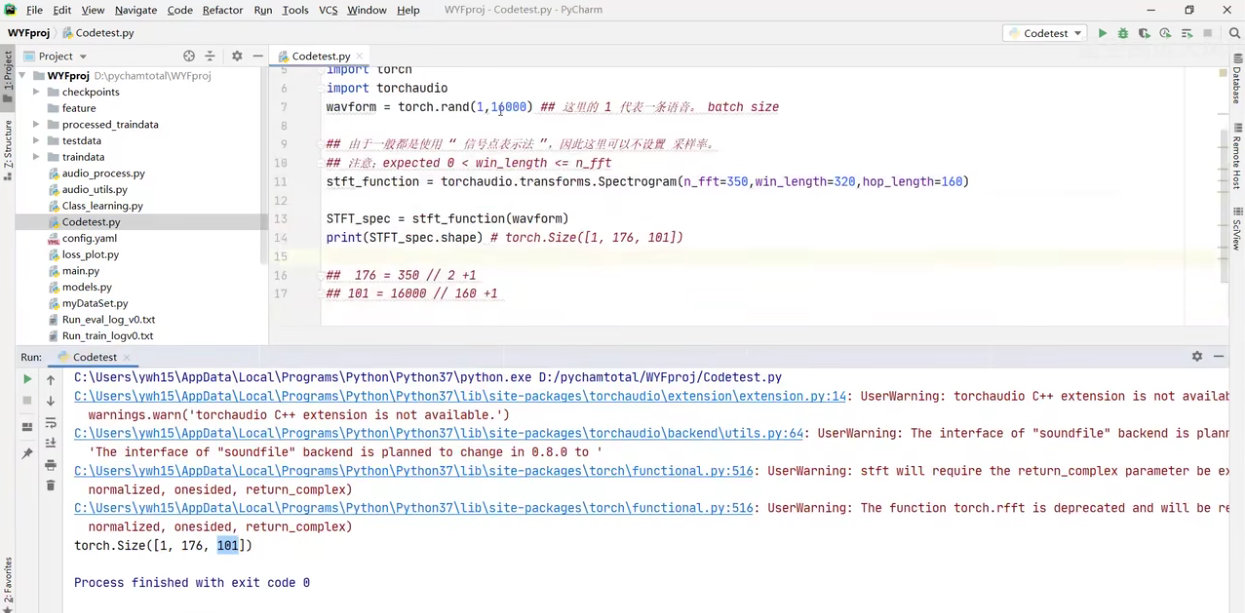 File Edit View Navigate Code Refactor Run Tools VCS Window Help WYFproj - Codetest.py - PyCharm
WYFproj Codetest.py Codetest
1: Project
7: Structure
2: Favorites
Database
Remote Host
SciView
Project
WYFproj D:\pychamtotal\WYFproj
checkpoints
feature
processed_traindata
testdata
traindata
audio_process.py
audio_utils.py
Class_learning.py
Codetest.py
config.yaml
loss_plot.py
main.py
models.py
myDataSet.py
Run_eval_log_v0.txt
Run_train_logv0.txt
Codetest.py
5 import torch
6 import torchaudio
7 wavform = torch.rand(1,16000) ## 这里的 1 代表一条语音。 batch size
8
9 ## 由于一般都是使用 “ 信号点表示法 ”，因此这里可以不设置 采样率。
10 ## 注意：expected 0 < win_length <= n_fft
11 stft_function = torchaudio.transforms.Spectrogram(n_fft=350,win_length=320,hop_length=160)
12
13 STFT_spec = stft_function(wavform)
14 print(STFT_spec.shape) # torch.Size([1, 176, 101])
15
16 ## 176 = 350 // 2 +1
17 ## 101 = 16000 // 160 +1
Run: Codetest
C:\Users\ywh15\AppData\Local\Programs\Python\Python37\python.exe D:/pychamtotal/WYFproj/Codetest.py
C:\Users\ywh15\AppData\Local\Programs\Python\Python37\lib\site-packages\torchaudio\extension\extension.py:14: UserWarning: torchaudio C++ extension is not availab
warnings.warn('torchaudio C++ extension is not available.')
C:\Users\ywh15\AppData\Local\Programs\Python\Python37\lib\site-packages\torchaudio\backend\utils.py:64: UserWarning: The interface of "soundfile" backend is plann
'The interface of "soundfile" backend is planned to change in 0.8.0 to '
C:\Users\ywh15\AppData\Local\Programs\Python\Python37\lib\site-packages\torch\functional.py:516: UserWarning: stft will require the return_complex parameter be ex
normalized, onesided, return_complex)
C:\Users\ywh15\AppData\Local\Programs\Python\Python37\lib\site-packages\torch\functional.py:516: UserWarning: The function torch.rfft is deprecated and will be re
normalized, onesided, return_complex)
torch.Size([1, 176, 101])
Process finished with exit code 0